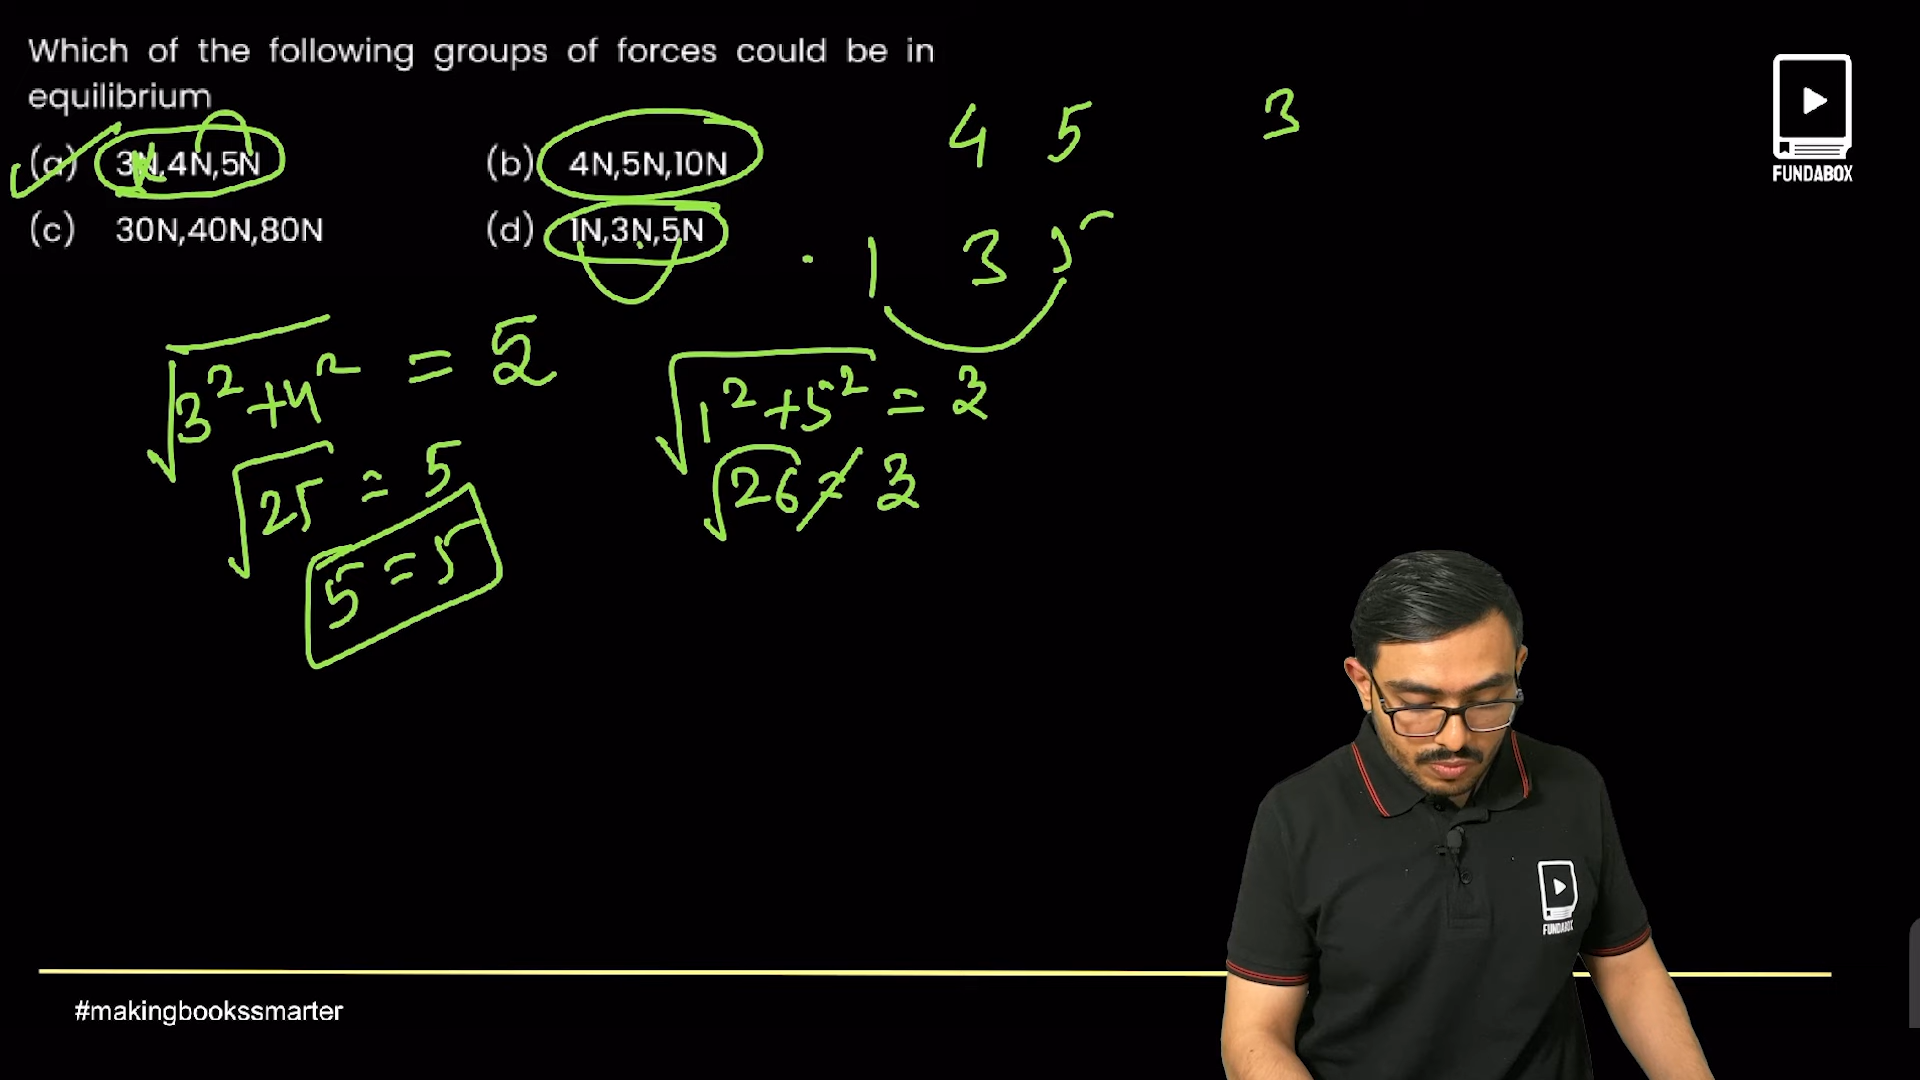 Which of the following groups of forces could be in
equilibrium
(a) 3N,4N,5N (b) 4N,5N,10N
(c) 30N,40N,80N (d) 1N,3N,5N
4 5 3
1 3 5
√3²+4² = 5
√25 = 5
5 = 5
√1²+5² = 3
√26 ≠ 3
FUNDABOX
FUNDABOX
#makingbookssmarter